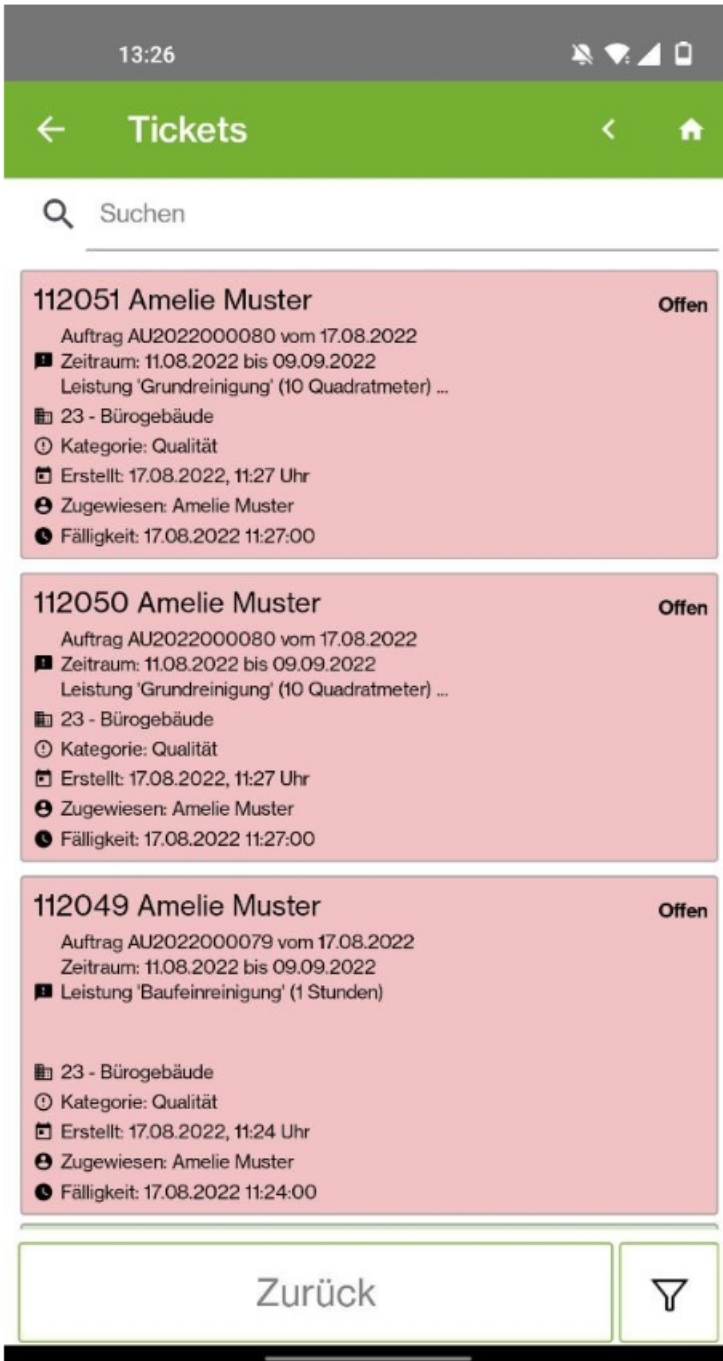 13:26
Tickets
Suchen
112051 Amelie Muster
Offen
Auftrag AU2022000080 vom 17.08.2022
Zeitraum: 11.08.2022 bis 09.09.2022
Leistung 'Grundreinigung' (10 Quadratmeter) ...
23 - Bürogebäude
Kategorie: Qualität
Erstellt: 17.08.2022, 11:27 Uhr
Zugewiesen: Amelie Muster
Fälligkeit: 17.08.2022 11:27:00
112050 Amelie Muster
Offen
Auftrag AU2022000080 vom 17.08.2022
Zeitraum: 11.08.2022 bis 09.09.2022
Leistung 'Grundreinigung' (10 Quadratmeter) ...
23 - Bürogebäude
Kategorie: Qualität
Erstellt: 17.08.2022, 11:27 Uhr
Zugewiesen: Amelie Muster
Fälligkeit: 17.08.2022 11:27:00
112049 Amelie Muster
Offen
Auftrag AU2022000079 vom 17.08.2022
Zeitraum: 11.08.2022 bis 09.09.2022
Leistung 'Baufeinreinigung' (1 Stunden)
23 - Bürogebäude
Kategorie: Qualität
Erstellt: 17.08.2022, 11:24 Uhr
Zugewiesen: Amelie Muster
Fälligkeit: 17.08.2022 11:24:00
Zurück